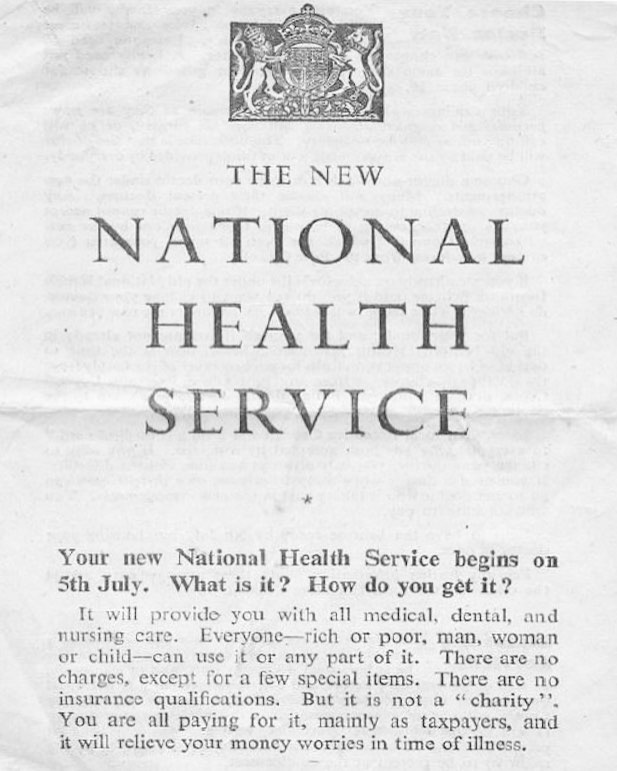 THE NEW
NATIONAL
HEALTH
SERVICE
*
Your new National Health Service begins on
5th July. What is it? How do you get it?
It will provide you with all medical, dental, and
nursing care. Everyone—rich or poor, man, woman
or child—can use it or any part of it. There are no
charges, except for a few special items. There are no
insurance qualifications. But it is not a “charity”.
You are all paying for it, mainly as taxpayers, and
it will relieve your money worries in time of illness.